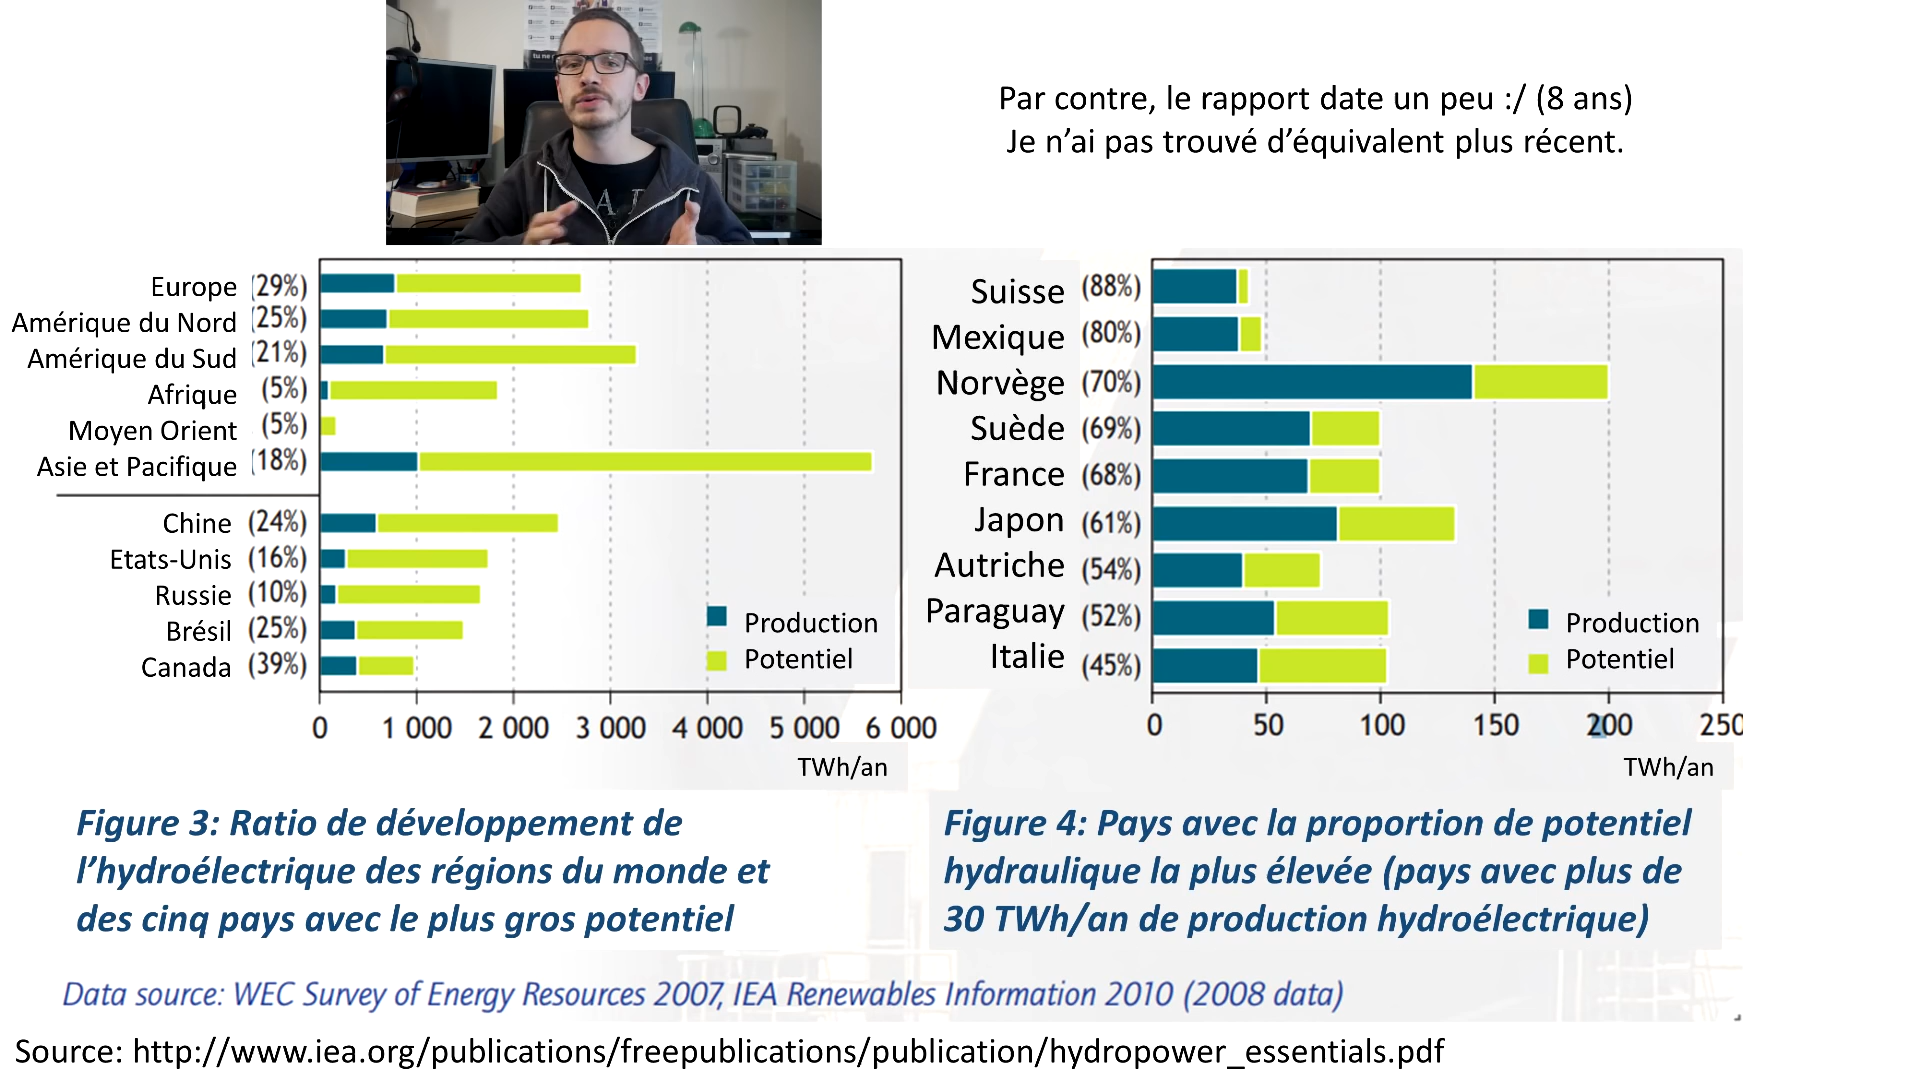 Par contre, le rapport date un peu :/ (8 ans)
Je n’ai pas trouvé d’équivalent plus récent.
Europe (29%)
Amérique du Nord (25%)
Amérique du Sud (21%)
Afrique (5%)
Moyen Orient (5%)
Asie et Pacifique (18%)
Chine (24%)
Etats-Unis (16%)
Russie (10%)
Brésil (25%)
Canada (39%)
Production
Potentiel
0 1 000 2 000 3 000 4 000 5 000 6 000
TWh/an
Figure 3: Ratio de développement de
l’hydroélectrique des régions du monde et
des cinq pays avec le plus gros potentiel
Suisse (88%)
Mexique (80%)
Norvège (70%)
Suède (69%)
France (68%)
Japon (61%)
Autriche (54%)
Paraguay (52%)
Italie (45%)
Production
Potentiel
0 50 100 150 200 250
TWh/an
Figure 4: Pays avec la proportion de potentiel
hydraulique la plus élevée (pays avec plus de
30 TWh/an de production hydroélectrique)
Data source: WEC Survey of Energy Resources 2007, IEA Renewables Information 2010 (2008 data)
Source: http://www.iea.org/publications/freepublications/publication/hydropower_essentials.pdf